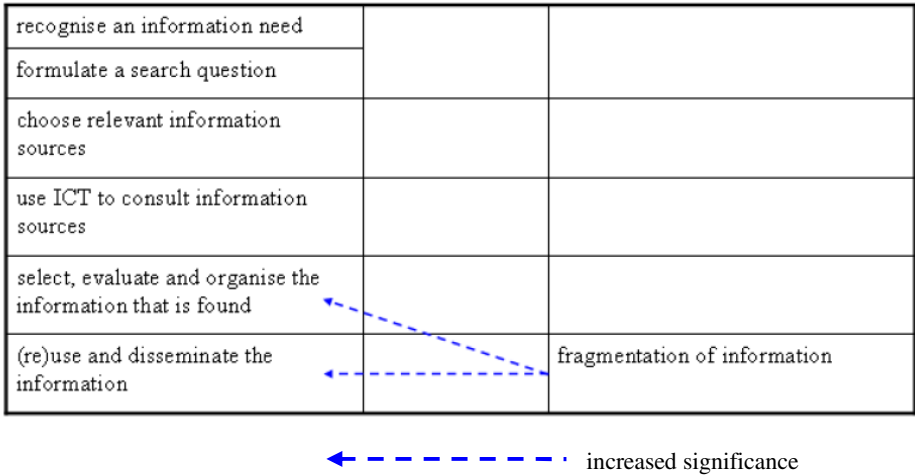 recognise an information need
formulate a search question
choose relevant information
sources
use ICT to consult information
sources
select, evaluate and organise the
information that is found
(re)use and disseminate the
information
fragmentation of information
increased significance